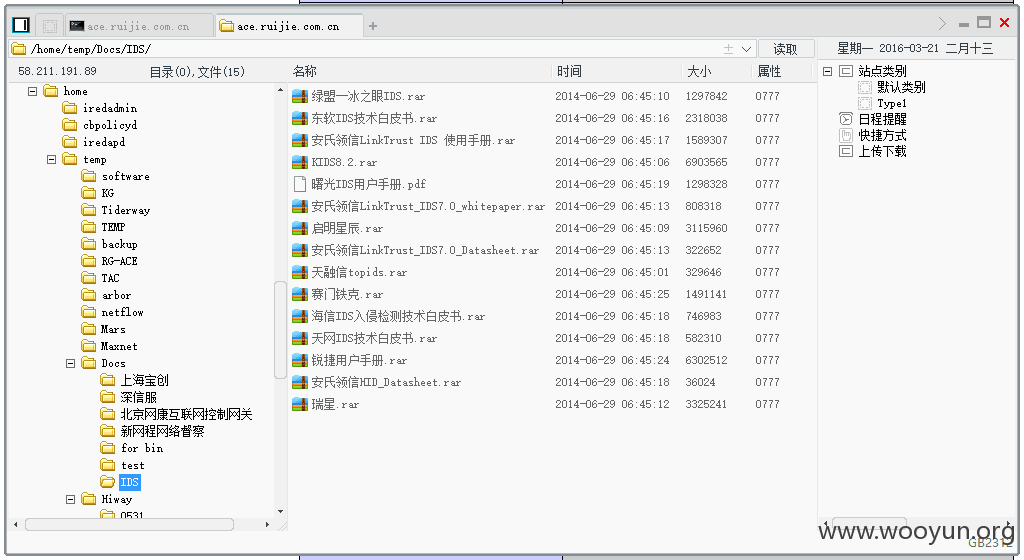 ace.ruijie.com.cn
ace.ruijie.com.cn
/home/temp/Docs/IDS/
读取
星期一 2016-03-21 二月十三
58.211.191.89
目录(0),文件(15)
名称 时间 大小 属性
home
iredadmin
cbpolicyd
iredapd
temp
software
KG
Tiderway
TEMP
backup
RG-ACE
TAC
arbor
netflow
Mars
Maxnet
Docs
上海宝创
深信服
北京网康互联网控制网关
新网程网络督察
for bin
test
IDS
Hiway
0531
绿盟—冰之眼IDS.rar 2014-06-29 06:45:10 1297842 0777
东软IDS技术白皮书.rar 2014-06-29 06:45:16 2318038 0777
安氏领信LinkTrust IDS 使用手册.rar 2014-06-29 06:45:17 1589307 0777
KIDS8.2.rar 2014-06-29 06:45:06 6903565 0777
曙光IDS用户手册.pdf 2014-06-29 06:45:19 1298328 0777
安氏领信LinkTrust_IDS7.0_whitepaper.rar 2014-06-29 06:45:13 808318 0777
启明星辰.rar 2014-06-29 06:45:09 3115960 0777
安氏领信LinkTrust_IDS7.0_Datasheet.rar 2014-06-29 06:45:13 322652 0777
天融信topids.rar 2014-06-29 06:45:01 329646 0777
赛门铁克.rar 2014-06-29 06:45:25 1491141 0777
海信IDS入侵检测技术白皮书.rar 2014-06-29 06:45:18 746983 0777
天网IDS技术白皮书.rar 2014-06-29 06:45:18 582310 0777
锐捷用户手册.rar 2014-06-29 06:45:24 6302512 0777
安氏领信HID_Datasheet.rar 2014-06-29 06:45:18 36024 0777
瑞星.rar 2014-06-29 06:45:12 3325241 0777
站点类别
默认类别
Type1
日程提醒
快捷方式
上传下载
www.wooyun.org
GB2312